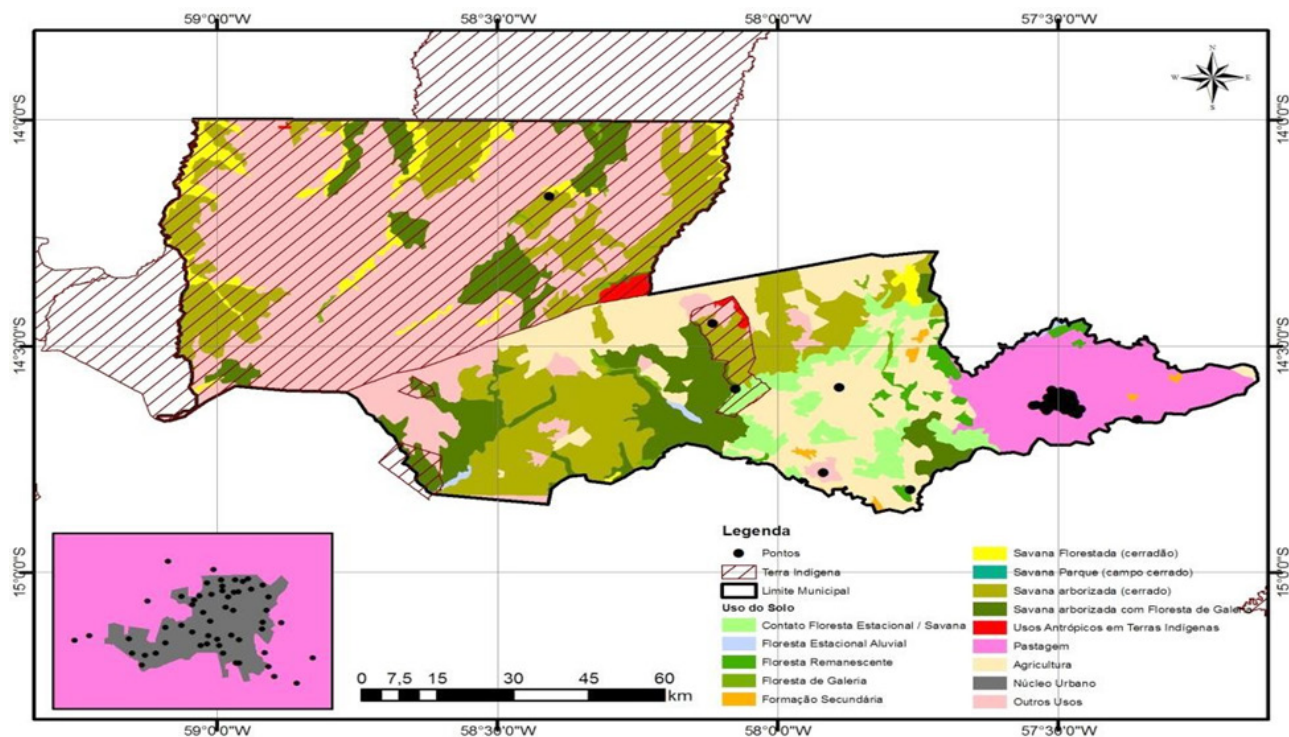 59°0'0"W
58°30'0"W
58°0'0"W
57°30'0"W
N
W
E
S
14°0'0"S
14°0'0"S
14°30'0"S
14°30'0"S
15°0'0"S
15°0'0"S
Legenda
Pontos
Terra Indígena
Limite Municipal
Uso do Solo
Contato Floresta Estacional / Savana
Floresta Estacional Aluvial
Floresta Remanescente
Floresta de Galeria
Formação Secundária
Savana Florestada (cerradão)
Savana Parque (campo cerrado)
Savana arborizada (cerrado)
Savana arborizada com Floresta de Galeria
Usos Antrópicos em Terras Indígenas
Pastagem
Agricultura
Núcleo Urbano
Outros Usos
0 7,5 15 30 45 60
km
59°0'0"W
58°30'0"W
58°0'0"W
57°30'0"W